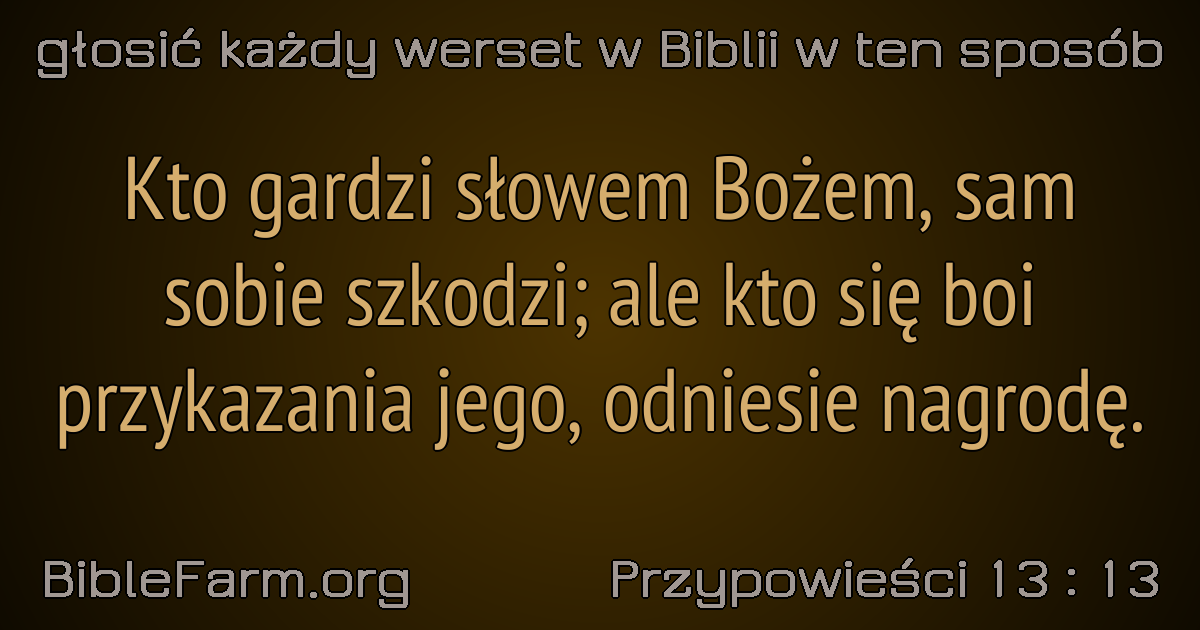 głosić każdy werset w Biblii w ten sposób
Kto gardzi słowem Bożem, sam
sobie szkodzi; ale kto się boi
przykazania jego, odniesie nagrodę.
BibleFarm.org
Przypowieści 13 : 13